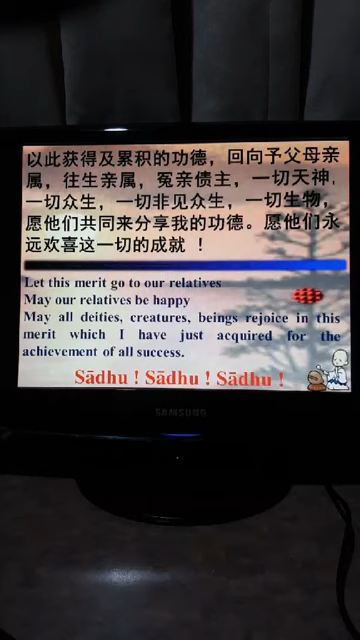 以此获得及累积的功德，回向予父母亲
属，往生亲属，冤亲债主，一切天神，
一切众生，一切非见众生，一切生物，
愿他们共同来分享我的功德。愿他们永
远欢喜这一切的成就 ！
Let this merit go to our relatives
May our relatives be happy
May all deities, creatures, beings rejoice in this
merit which I have just acquired for the
achievement of all success.
Sādhu ! Sādhu ! Sādhu !
SAMSUNG